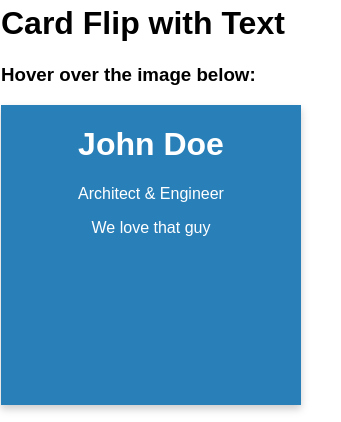 Card Flip with Text
Hover over the image below:
John Doe
Architect & Engineer
We love that guy